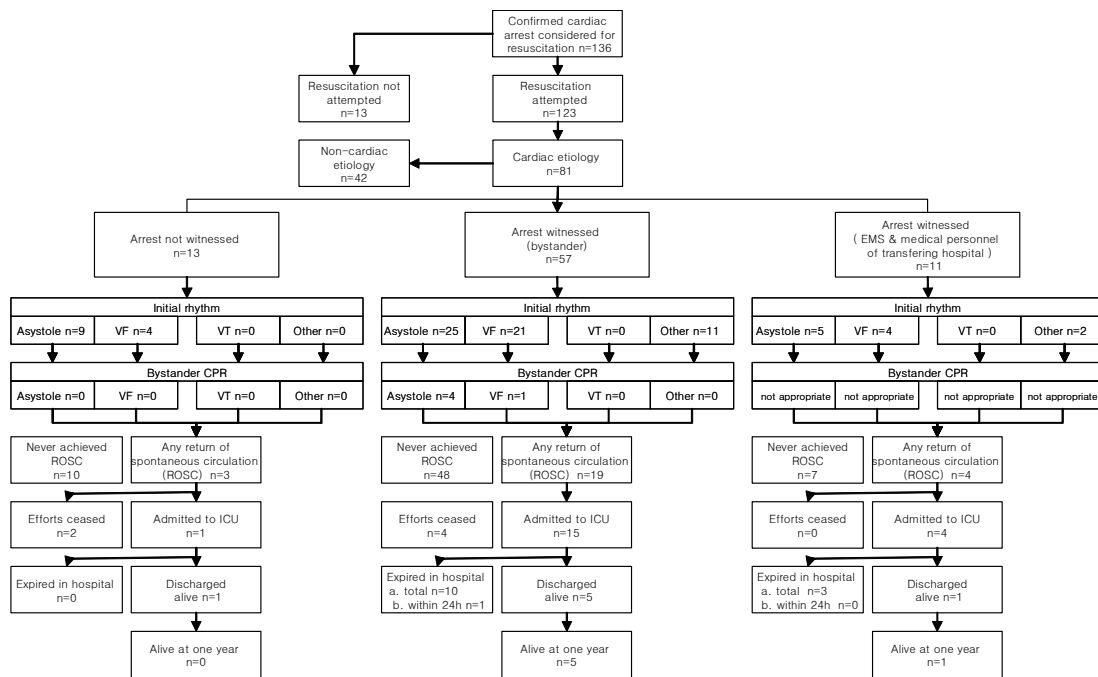 Confirmed cardiac
arrest considered for
resuscitation n=136
Resuscitation not
attempted
n=13
Resuscitation
attempted
n=123
Non-cardiac
etiology
n=42
Cardiac etiology
n=81
Arrest not witnessed
n=13
Arrest witnessed
(bystander)
n=57
Arrest witnessed
( EMS & medical personnel
of transfering hospital )
n=11
Initial rhythm
Asystole n=9 VF n=4 VT n=0 Other n=0
Bystander CPR
Asystole n=0 VF n=0 VT n=0 Other n=0
Initial rhythm
Asystole n=25 VF n=21 VT n=0 Other n=11
Bystander CPR
Asystole n=4 VF n=1 VT n=0 Other n=0
Initial rhythm
Asystole n=5 VF n=4 VT n=0 Other n=2
Bystander CPR
not appropriate not appropriate not appropriate not appropriate
Never achieved
ROSC
n=10
Any return of
spontaneous circulation
(ROSC) n=3
Never achieved
ROSC
n=48
Any return of
spontaneous circulation
(ROSC) n=19
Never achieved
ROSC
n=7
Any return of
spontaneous circulation
(ROSC) n=4
Efforts ceased
n=2
Admitted to ICU
n=1
Efforts ceased
n=4
Admitted to ICU
n=15
Efforts ceased
n=0
Admitted to ICU
n=4
Expired in hospital
n=0
Discharged
alive n=1
Expired in hospital
a. total n=10
b. within 24h n=1
Discharged
alive n=5
Expired in hospital
a. total n=3
b. within 24h n=0
Discharged
alive n=1
Alive at one year
n=0
Alive at one year
n=5
Alive at one year
n=1